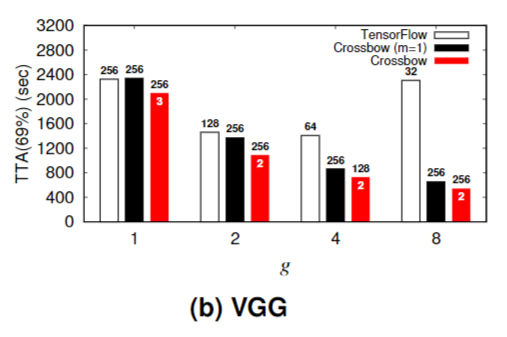 3200
2800
2400
2000
1600
1200
800
400
0
TTA(69%) (sec)
TensorFlow
Crossbow (m=1)
Crossbow
256 256 256 3
128 256 256 2
64 256 128 2
32 256 256 2
1 2 4 8
g
(b) VGG